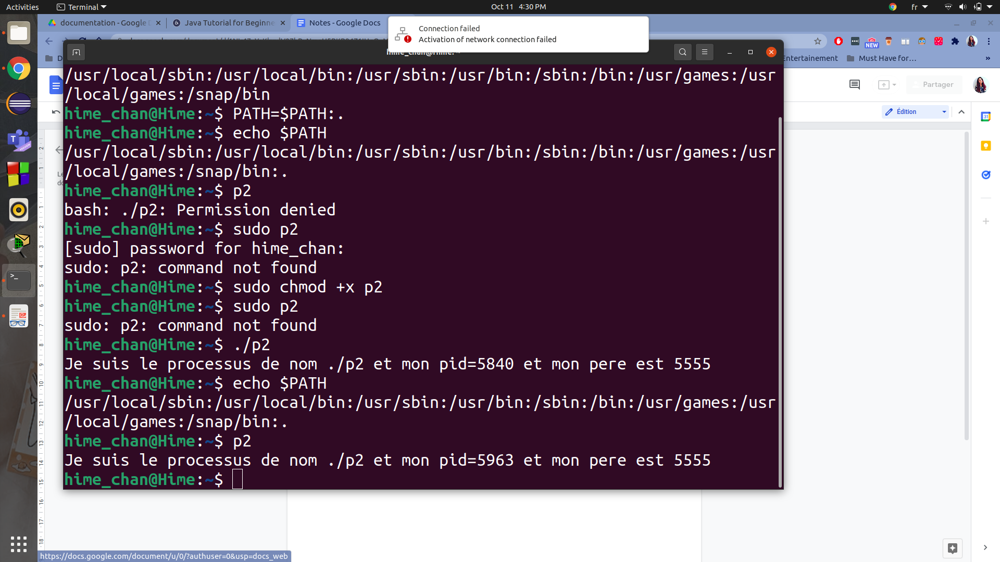 Activities
Terminal
Oct 11 4:30 PM
fr
documentation - Google D
Java Tutorial for Beginne
Notes - Google Docs
Connection failed
Activation of network connection failed
NEW
Entertainement
Must Have for…
»
Partager
Édition
31
/usr/local/sbin:/usr/local/bin:/usr/sbin:/usr/bin:/sbin:/bin:/usr/games:/usr
/local/games:/snap/bin
hime_chan@Hime:~$ PATH=$PATH:.
hime_chan@Hime:~$ echo $PATH
/usr/local/sbin:/usr/local/bin:/usr/sbin:/usr/bin:/sbin:/bin:/usr/games:/usr
/local/games:/snap/bin:.
hime_chan@Hime:~$ p2
bash: ./p2: Permission denied
hime_chan@Hime:~$ sudo p2
[sudo] password for hime_chan:
sudo: p2: command not found
hime_chan@Hime:~$ sudo chmod +x p2
hime_chan@Hime:~$ sudo p2
sudo: p2: command not found
hime_chan@Hime:~$ ./p2
Je suis le processus de nom ./p2 et mon pid=5840 et mon pere est 5555
hime_chan@Hime:~$ echo $PATH
/usr/local/sbin:/usr/local/bin:/usr/sbin:/usr/bin:/sbin:/bin:/usr/games:/usr
/local/games:/snap/bin:.
hime_chan@Hime:~$ p2
Je suis le processus de nom ./p2 et mon pid=5963 et mon pere est 5555
hime_chan@Hime:~$
https://docs.google.com/document/u/0/?authuser=0&usp=docs_web